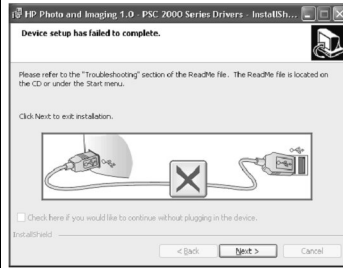 HP Photo and Imaging 1.0 - PSC 2000 Series Drivers - InstallSh...
Device setup has failed to complete.
Please refer to the "Troubleshooting" section of the ReadMe file. The ReadMe file is located on
the CD or under the Start menu.
Click Next to exit installation.
Check here if you would like to continue without plugging in the device.
InstallShield
< Back
Next >
Cancel